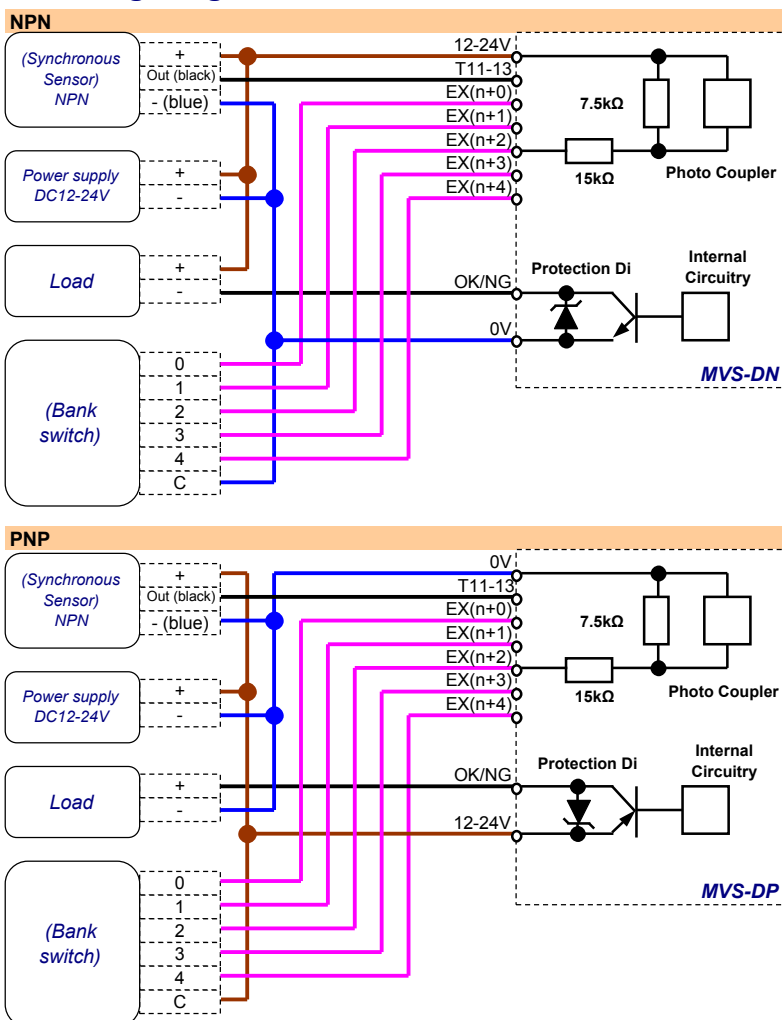 NPN
(Synchronous
Sensor)
NPN
+
Out (black)
- (blue)
Power supply
DC12-24V
+
-
Load
+
-
(Bank
switch)
0
1
2
3
4
C
12-24V
T11-13
EX(n+0)
EX(n+1)
EX(n+2)
EX(n+3)
EX(n+4)
OK/NG
0V
7.5kΩ
15kΩ
Photo Coupler
Protection Di
Internal
Circuitry
MVS-DN
PNP
(Synchronous
Sensor)
NPN
+
Out (black)
- (blue)
Power supply
DC12-24V
+
-
Load
+
-
(Bank
switch)
0
1
2
3
4
C
0V
T11-13
EX(n+0)
EX(n+1)
EX(n+2)
EX(n+3)
EX(n+4)
OK/NG
12-24V
7.5kΩ
15kΩ
Photo Coupler
Protection Di
Internal
Circuitry
MVS-DP